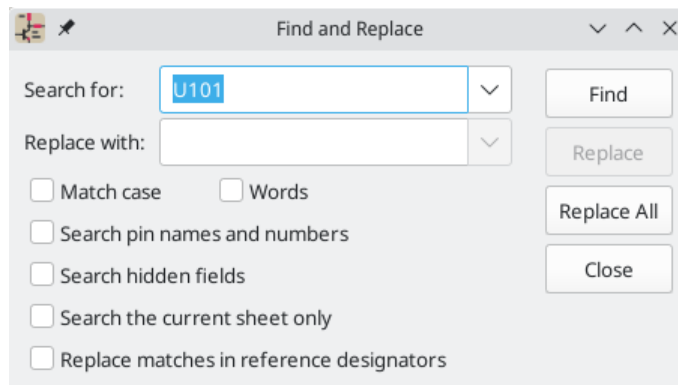 Find and Replace
Search for: U101 Find
Replace with: Replace
Match case Words
Replace All
Search pin names and numbers
Search hidden fields
Close
Search the current sheet only
Replace matches in reference designators